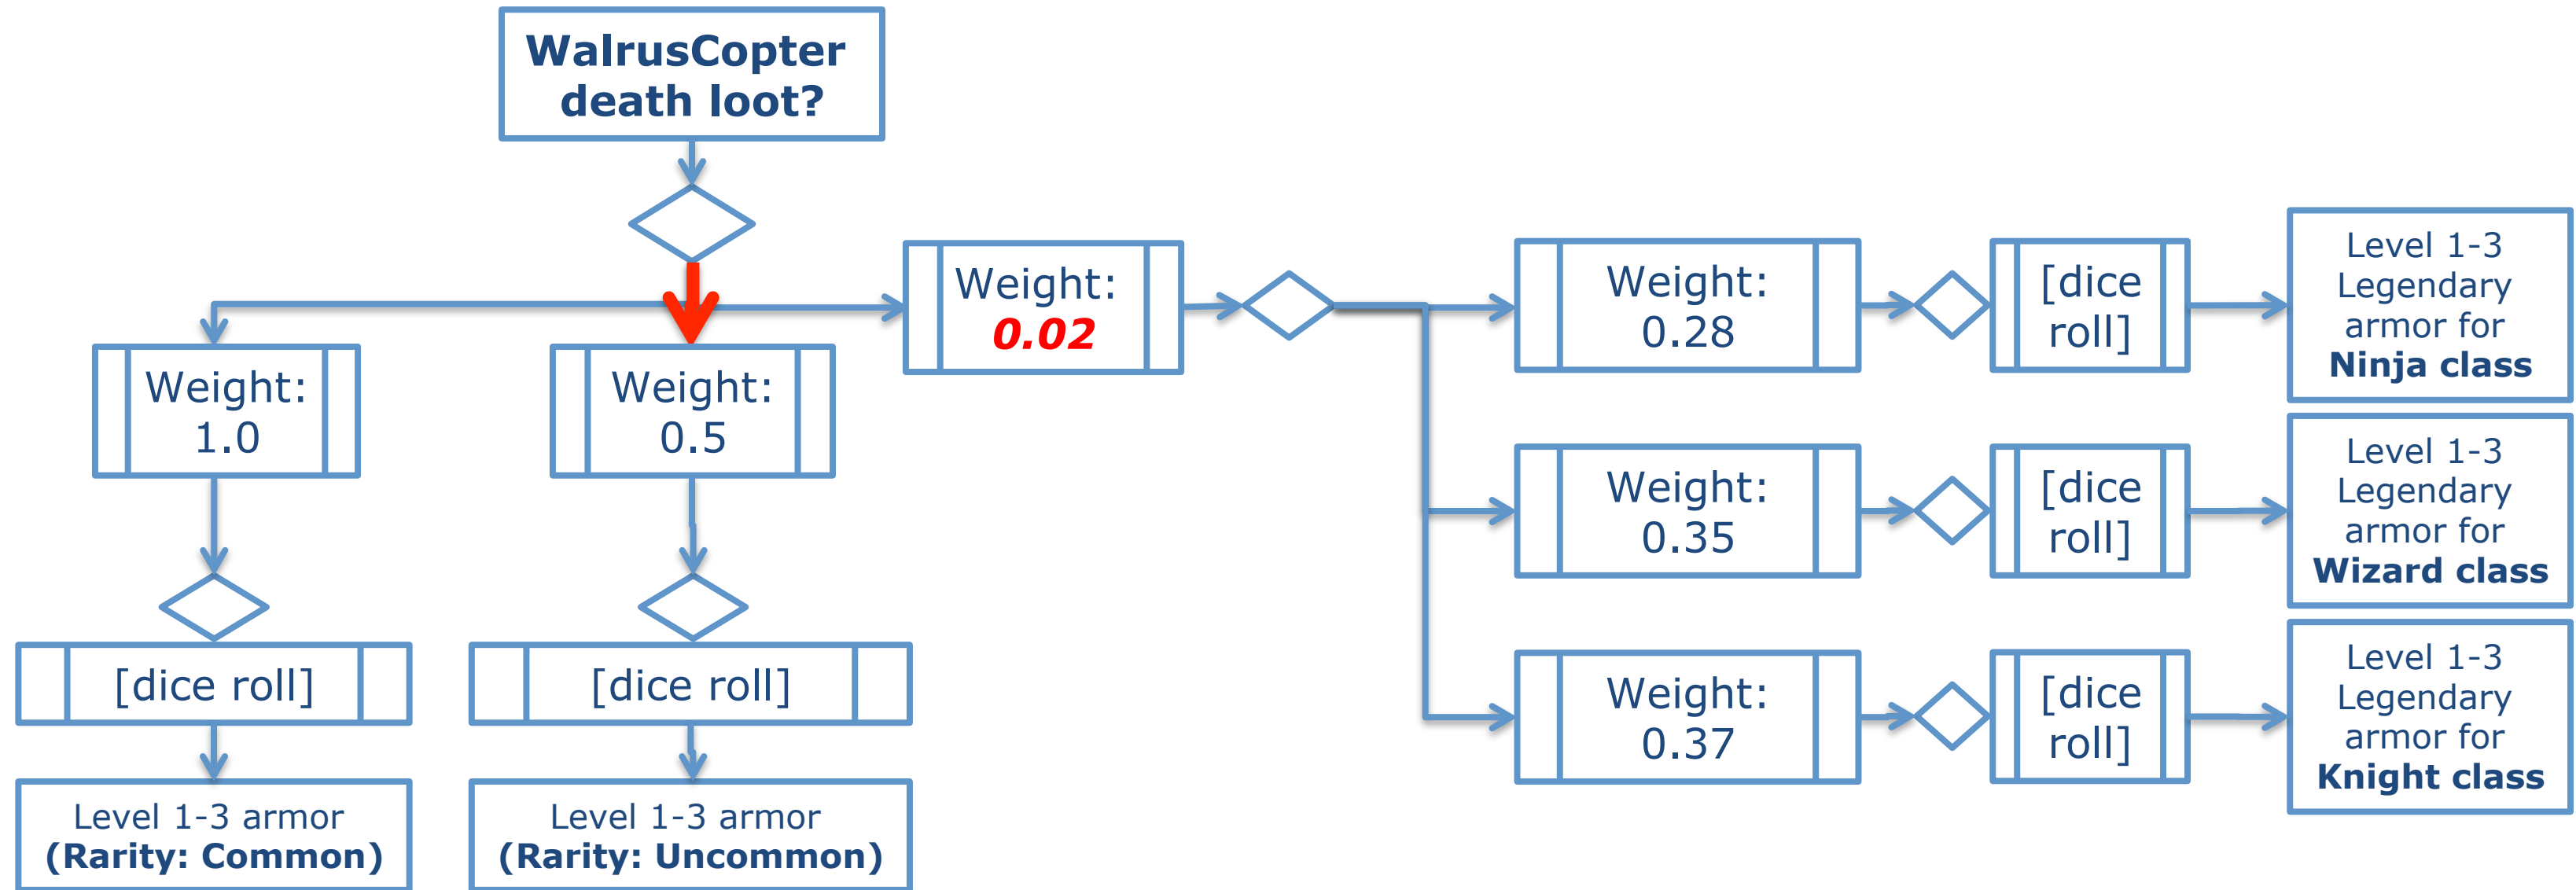 WalrusCopter
death loot?
Weight:
0.02
Weight:
1.0
Weight:
0.5
[dice roll]
[dice roll]
Level 1-3 armor
(Rarity: Common)
Level 1-3 armor
(Rarity: Uncommon)
Weight:
0.28
[dice
roll]
Level 1-3
Legendary
armor for
Ninja class
Weight:
0.35
[dice
roll]
Level 1-3
Legendary
armor for
Wizard class
Weight:
0.37
[dice
roll]
Level 1-3
Legendary
armor for
Knight class